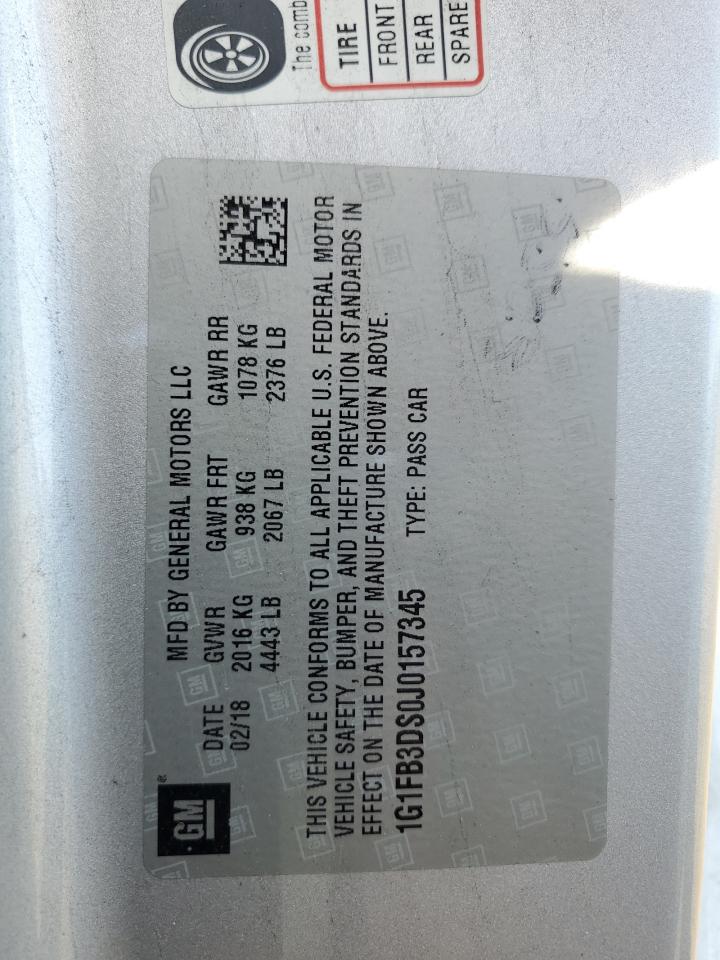 The comb
TIRE
FRONT
REAR
SPARE
GM
MFD BY GENERAL MOTORS LLC
DATE GVWR GAWR FRT GAWR RR
02/18 2016 KG 938 KG 1078 KG
4443 LB 2067 LB 2376 LB
THIS VEHICLE CONFORMS TO ALL APPLICABLE U.S. FEDERAL MOTOR
VEHICLE SAFETY, BUMPER, AND THEFT PREVENTION STANDARDS IN
EFFECT ON THE DATE OF MANUFACTURE SHOWN ABOVE.
1G1FB3DS0J0157345 TYPE: PASS CAR